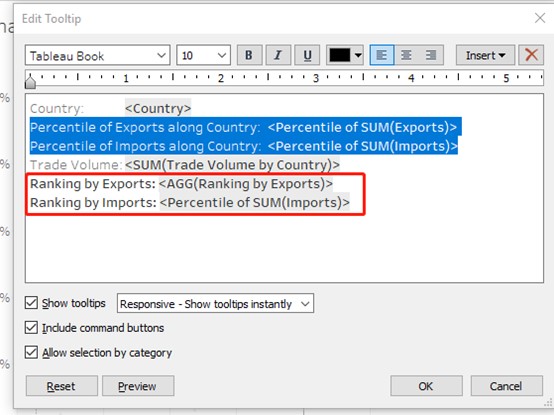 Edit Tooltip
Tableau Book 10 B I U Insert
1 2 3 4 5
Country: <Country>
Percentile of Exports along Country: <Percentile of SUM(Exports)>
Percentile of Imports along Country: <Percentile of SUM(Imports)>
Trade Volume: <SUM(Trade Volume by Country)>
Ranking by Exports: <AGG(Ranking by Exports)>
Ranking by Imports: <Percentile of SUM(Imports)>
Show tooltips Responsive - Show tooltips instantly
Include command buttons
Allow selection by category
Reset Preview OK Cancel